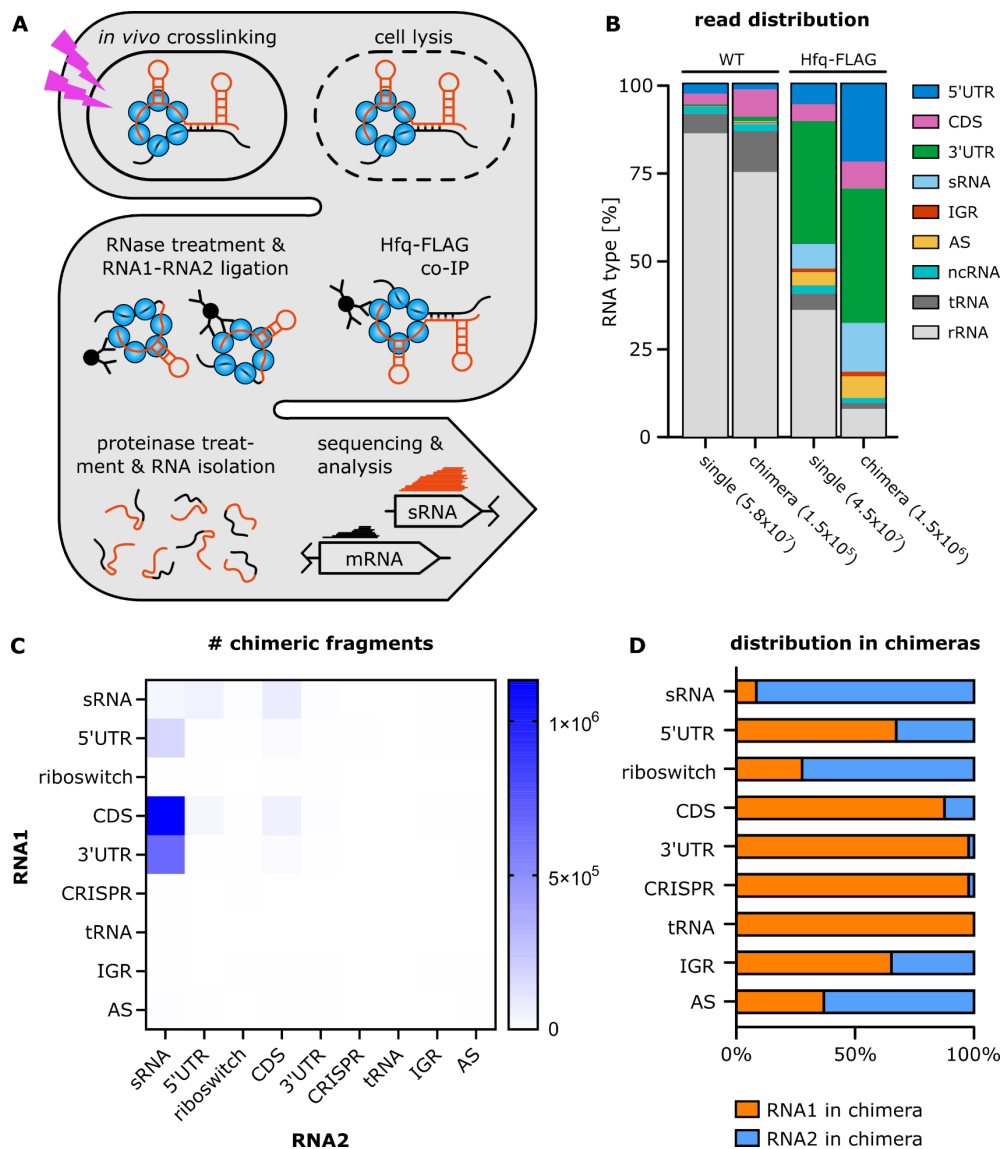 A
in vivo crosslinking
cell lysis
RNase treatment &
RNA1-RNA2 ligation
Hfq-FLAG
co-IP
proteinase treat-
ment & RNA isolation
sequencing &
analysis
sRNA
mRNA
B
read distribution
WT
Hfq-FLAG
RNA type [%]
100
75
50
25
0
single (5.8x10⁷)
chimera (1.5x10⁵)
single (4.5x10⁷)
chimera (1.5x10⁶)
5'UTR
CDS
3'UTR
sRNA
IGR
AS
ncRNA
tRNA
rRNA
C
# chimeric fragments
RNA1
sRNA
5'UTR
riboswitch
CDS
3'UTR
CRISPR
tRNA
IGR
AS
sRNA
5'UTR
riboswitch
CDS
3'UTR
CRISPR
tRNA
IGR
AS
RNA2
1×10⁶
5×10⁵
0
D
distribution in chimeras
sRNA
5'UTR
riboswitch
CDS
3'UTR
CRISPR
tRNA
IGR
AS
0%
50%
100%
RNA1 in chimera
RNA2 in chimera